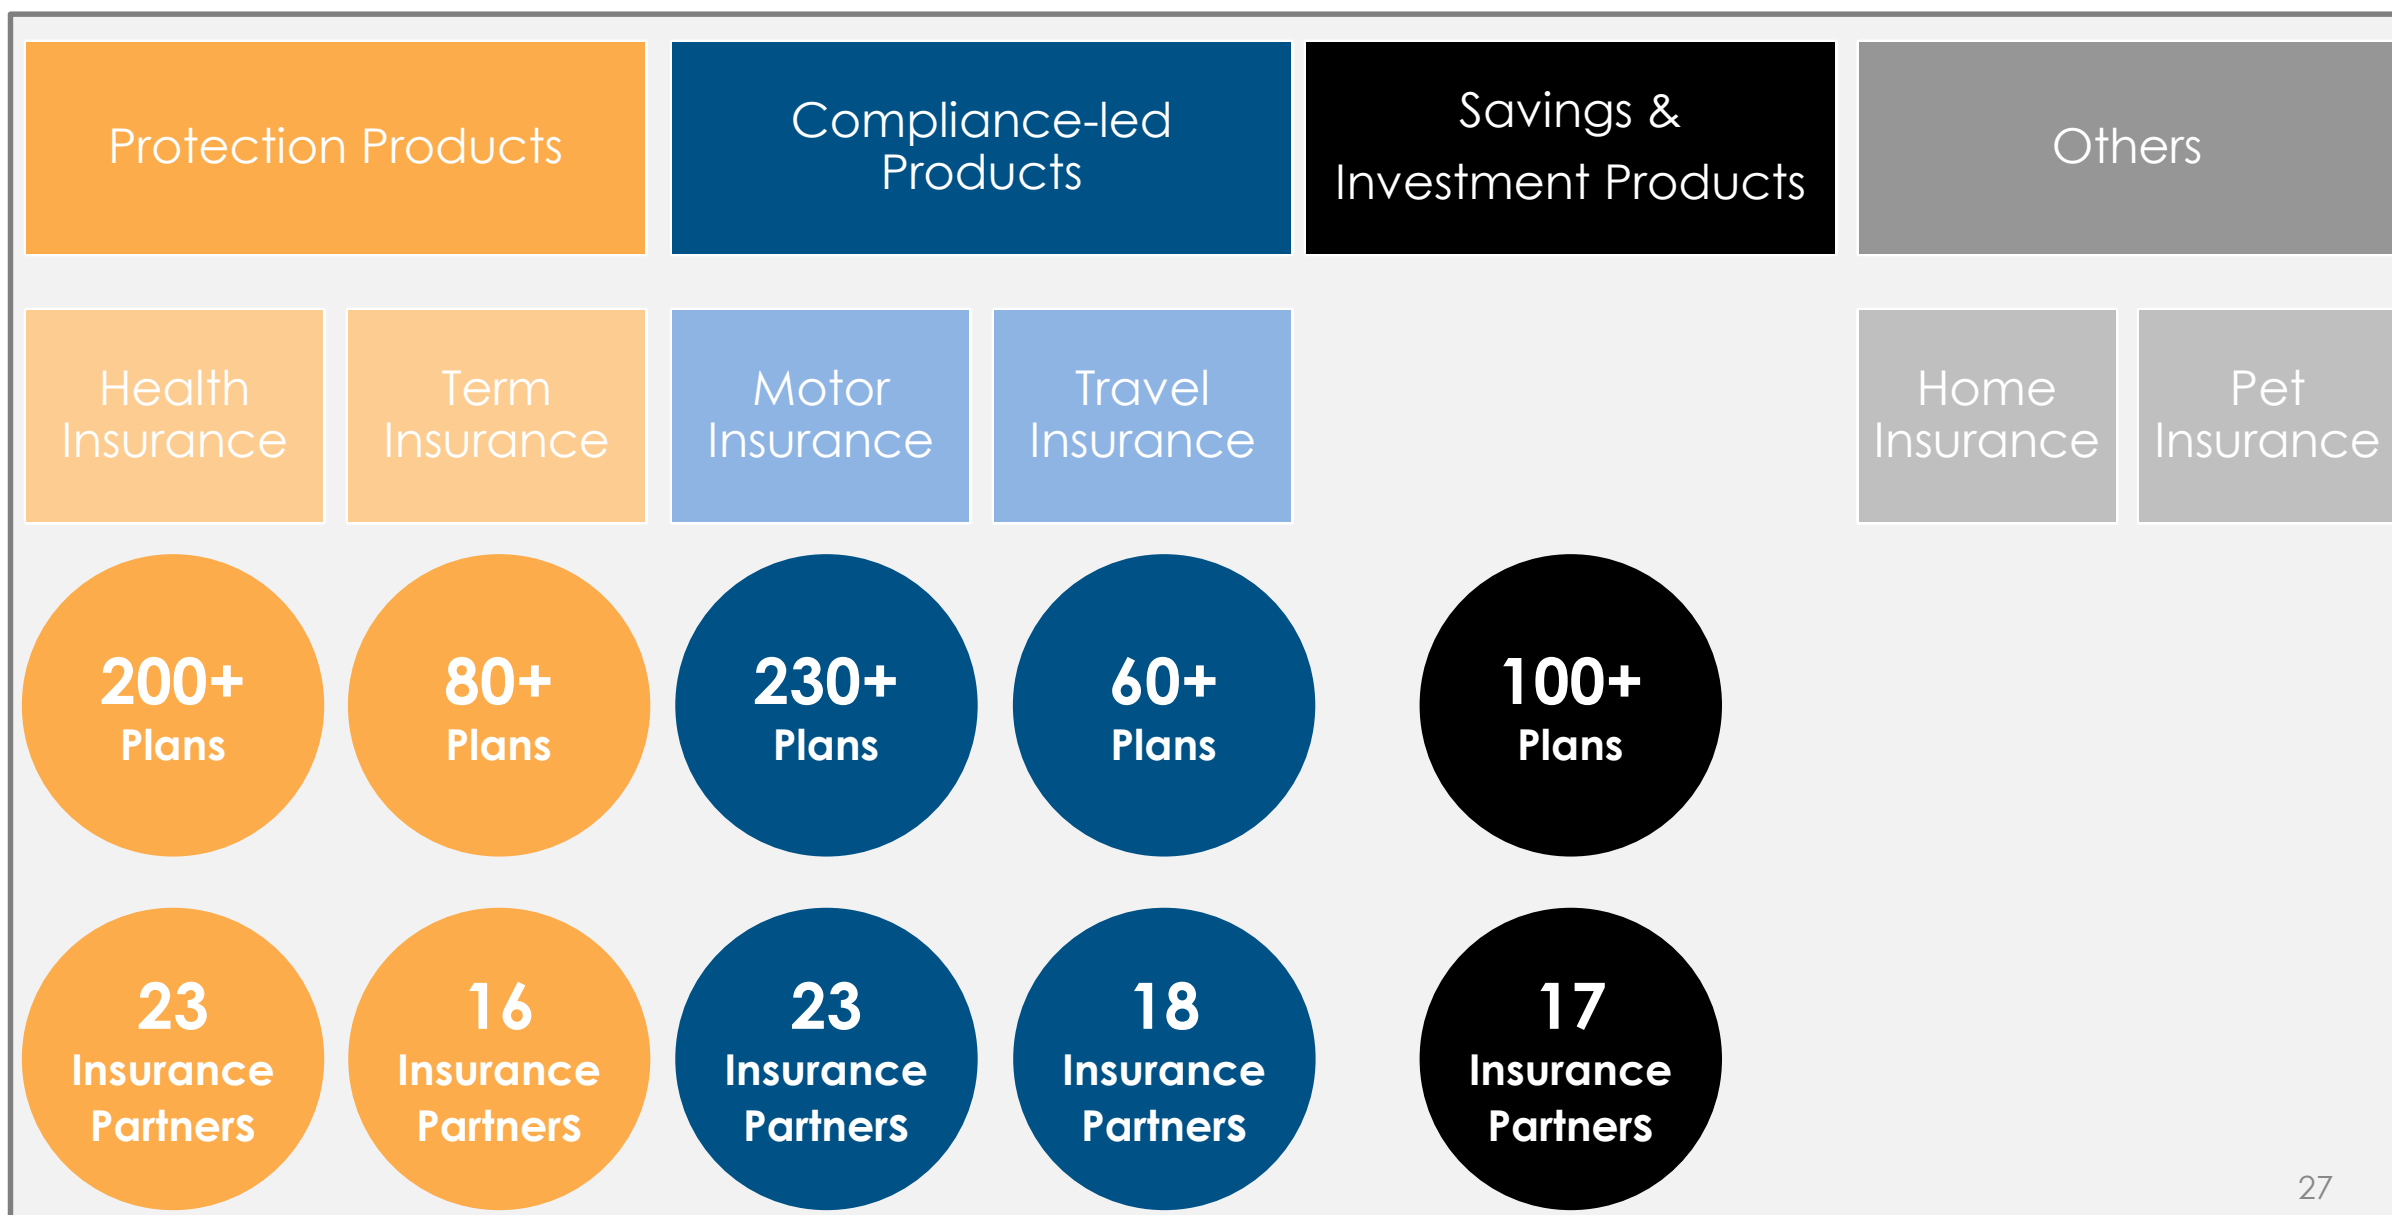 Protection Products
Compliance-led
Products
Savings &
Investment Products
Others
Health
Insurance
Term
Insurance
Motor
Insurance
Travel
Insurance
Home
Insurance
Pet
Insurance
200+
Plans
80+
Plans
230+
Plans
60+
Plans
100+
Plans
23
Insurance
Partners
16
Insurance
Partners
23
Insurance
Partners
18
Insurance
Partners
17
Insurance
Partners
27